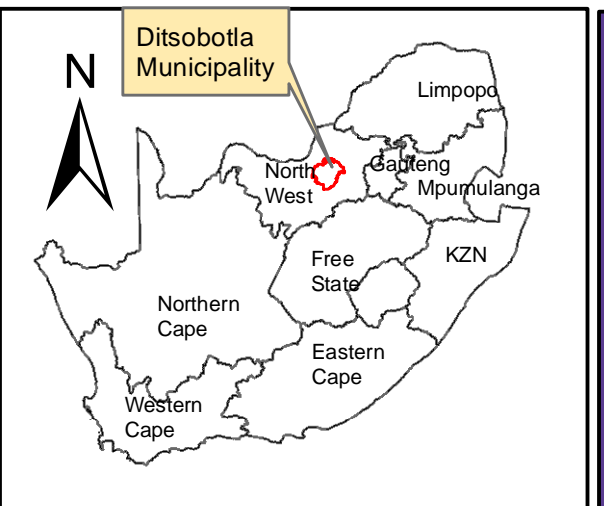 Ditsobotla
Municipality
N
Limpopo
North
West
Gauteng
Mpumulanga
Free
State
KZN
Northern
Cape
Eastern
Cape
Western
Cape